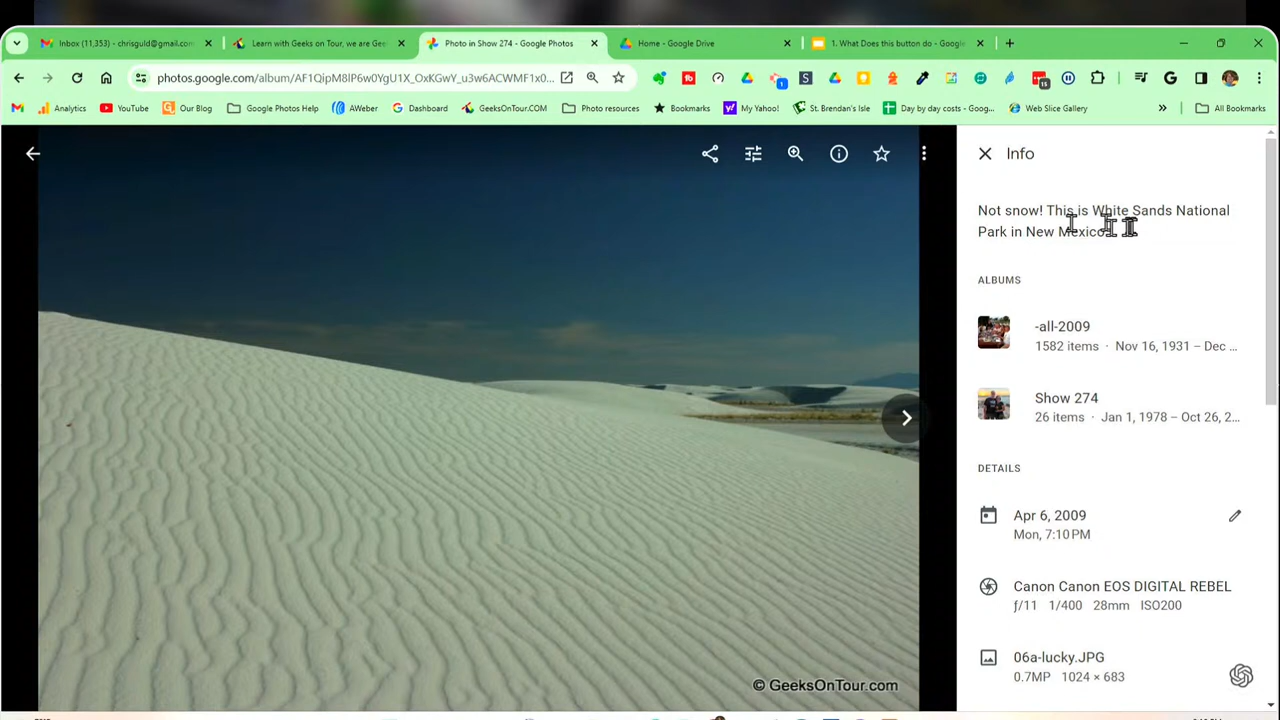 Inbox (11,353) - chrisguld@gmail.com
Learn with Geeks on Tour, we are Gee
Photo in Show 274 - Google Photos
Home - Google Drive
1. What Does this button do - Google
photos.google.com/album/AF1QipM8lP6w0YgU1X_OxKGwY_u3w6ACWMF1x0...
1
15
Analytics
YouTube
Our Blog
Google Photos Help
AWeber
Dashboard
GeeksOnTour.COM
Photo resources
Bookmarks
My Yahoo!
St. Brendan's Isle
Day by day costs - Goog...
Web Slice Gallery
All Bookmarks
Info
Not snow! This is White Sands National
Park in New Mexico
ALBUMS
-all-2009
1582 items · Nov 16, 1931 – Dec ...
Show 274
26 items · Jan 1, 1978 – Oct 26, 2...
DETAILS
Apr 6, 2009
Mon, 7:10 PM
Canon Canon EOS DIGITAL REBEL
ƒ/11 1/400 28mm ISO200
06a-lucky.JPG
0.7MP 1024 × 683
© GeeksOnTour.com